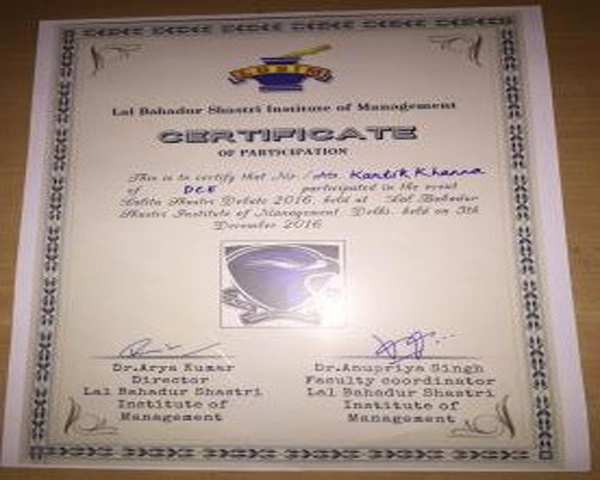 LBSIM
Lal Bahadur Shastri Institute of Management
CERTIFICATE
OF PARTICIPATION
This is to certify that Mr / Ms. Kartik Khanna
of DCE participated in the event
Lalita Shastri Debate 2016, held at Lal Bahadur
Shastri Institute of Management, Delhi, held on 5th
December 2016
Dr.Arya Kumar
Director
Lal Bahadur Shastri
Institute of
Management
Dr.Anupriya Singh
Faculty coordinator
Lal Bahadur Shastri
Institute of
Management